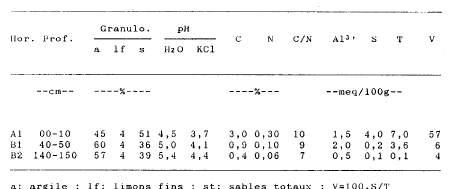 Granulo. pH
Hor. Prof. C N C/N Al³⁺ S T V
a lf s H₂O KCl
--cm-- ----%---- ----%---- --meq/100g--
A1 00-10 45 4 51 4,5 3,7 3,0 0,30 10 1,5 4,0 7,0 57
B1 40-50 60 4 36 5,0 4,1 0,9 0,10 9 2,0 0,2 3,6 6
B2 140-150 57 4 39 5,4 4,4 0,4 0,06 7 0,5 0,1 0,1 4
a: argile ; lf: limons fins ; st: sables totaux ; V=100.S/T